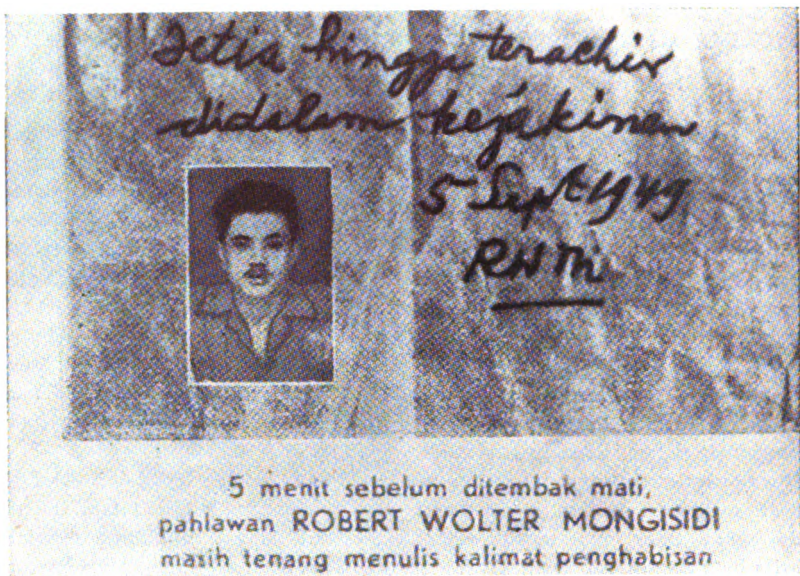 Setia hingga terachir
didalam kejakinan
5 Sept 1949
RWM
5 menit sebelum ditembak mati,
pahlawan ROBERT WOLTER MONGISIDI
masih tenang menulis kalimat penghabisan